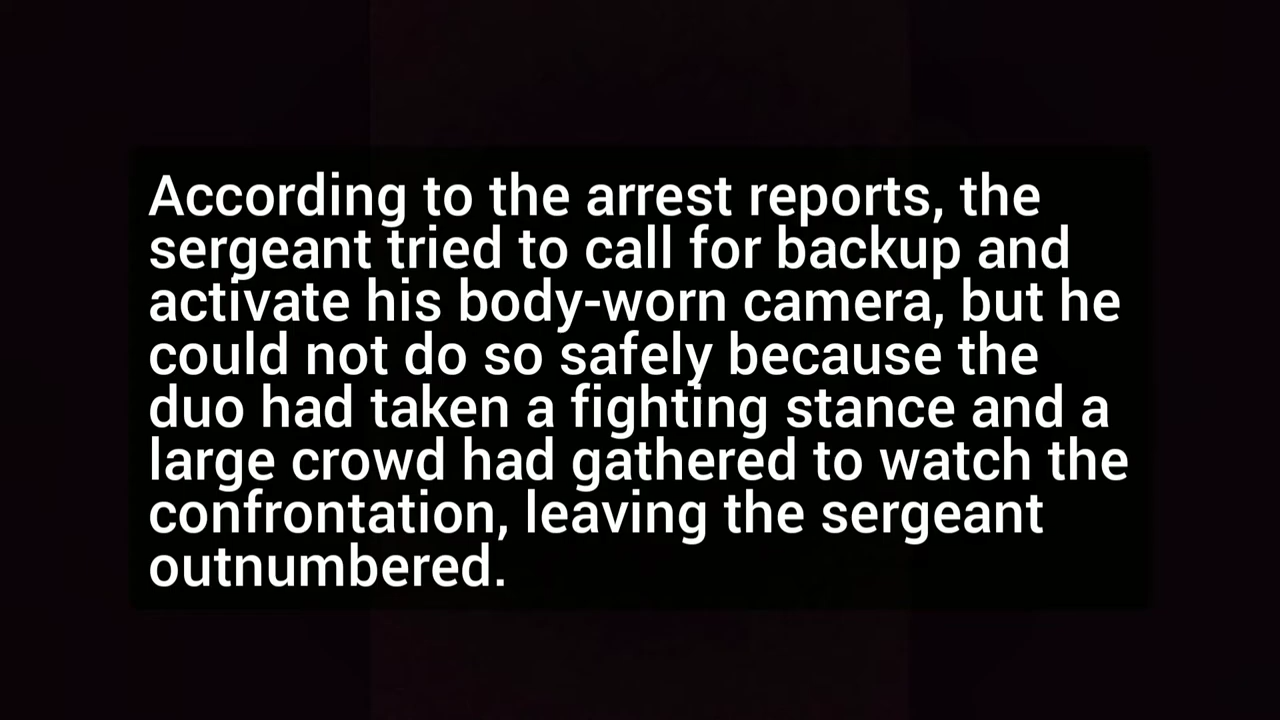 According to the arrest reports, the
sergeant tried to call for backup and
activate his body-worn camera, but he
could not do so safely because the
duo had taken a fighting stance and a
large crowd had gathered to watch the
confrontation, leaving the sergeant
outnumbered.